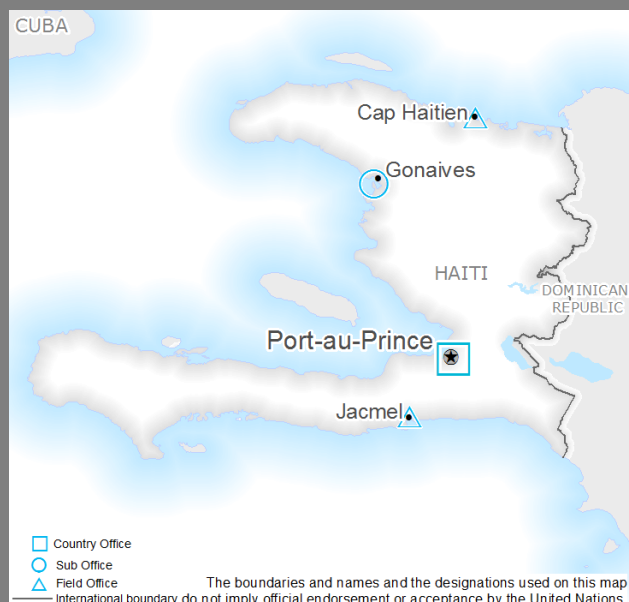 CUBA
Cap Haitien
Gonaives
HAITI
DOMINICAN
REPUBLIC
Port-au-Prince
Jacmel
Country Office
Sub Office
Field Office
The boundaries and names and the designations used on this map
International boundary
do not imply official endorsement or acceptance by the United Nations.